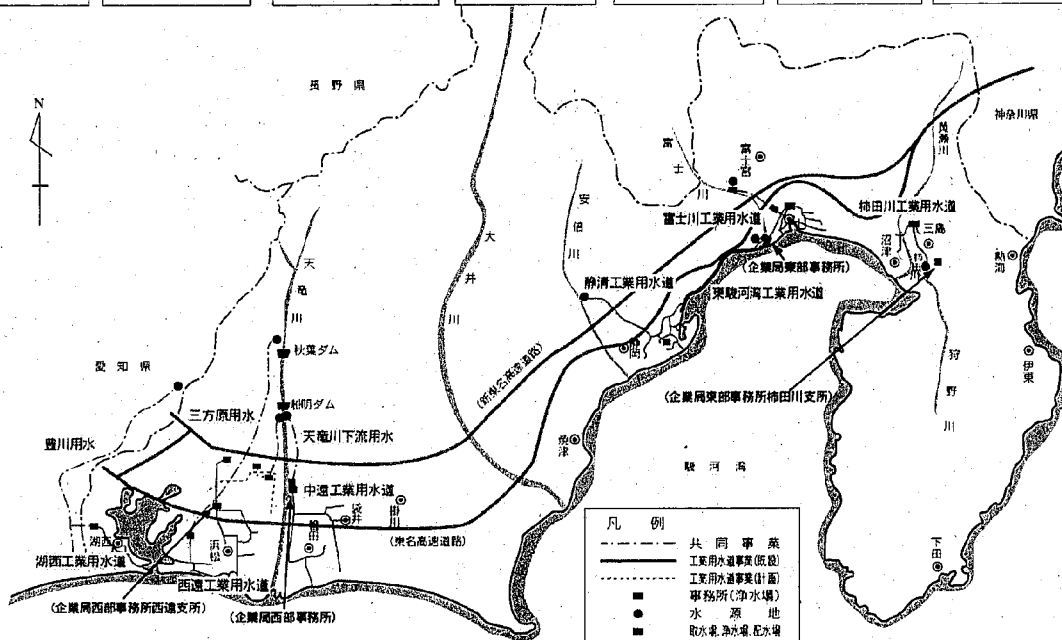 N
長野県
神奈川県
愛知県
天竜川
大井川
安倍川
富士川
富士宮
黄瀬川
柿田川工業用水道
三島
沼津
熱海
富士川工業用水道
(企業局東部事務所)
静清工業用水道
東駿河湾工業用水道
静岡
(新東名高速道路)
秋葉ダム
船明ダム
三方原用水
豊川用水
天竜川下流用水
(企業局東部事務所柿田川支所)
狩野川
伊東
焼津
駿河湾
中遠工業用水道
袋井
掛川
磐田
(東名高速道路)
湖西
浜松
湖西工業用水道
西遠工業用水道
(企業局西部事務所西遠支所)
(企業局西部事務所)
下田
凡例
共同事業
工業用水道事業(既設)
工業用水道事業(計画)
事務所(浄水場)
水源地
取水場、浄水場、配水場